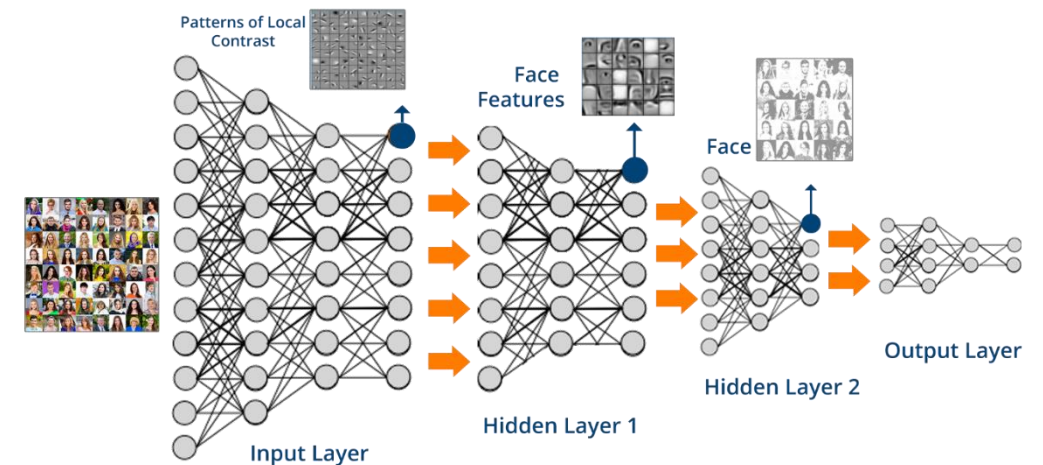 Patterns of Local
Contrast
Face
Features
Face
Input Layer
Hidden Layer 1
Hidden Layer 2
Output Layer